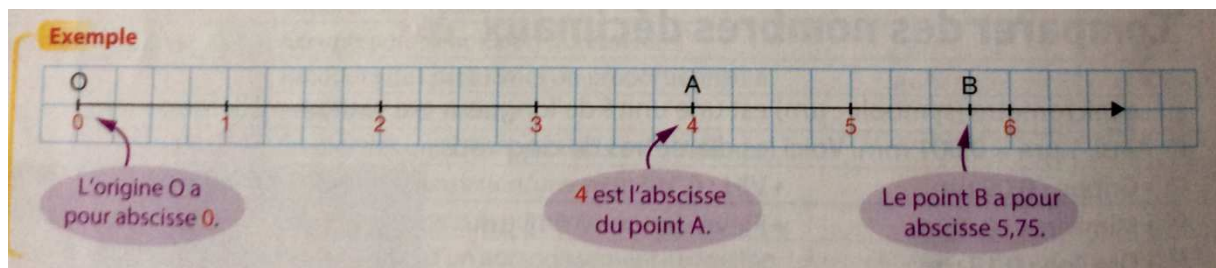 Exemple
O A B
0 1 2 3 4 5 6
L'origine O a
pour abscisse 0.
4 est l'abscisse
du point A.
Le point B a pour
abscisse 5,75.